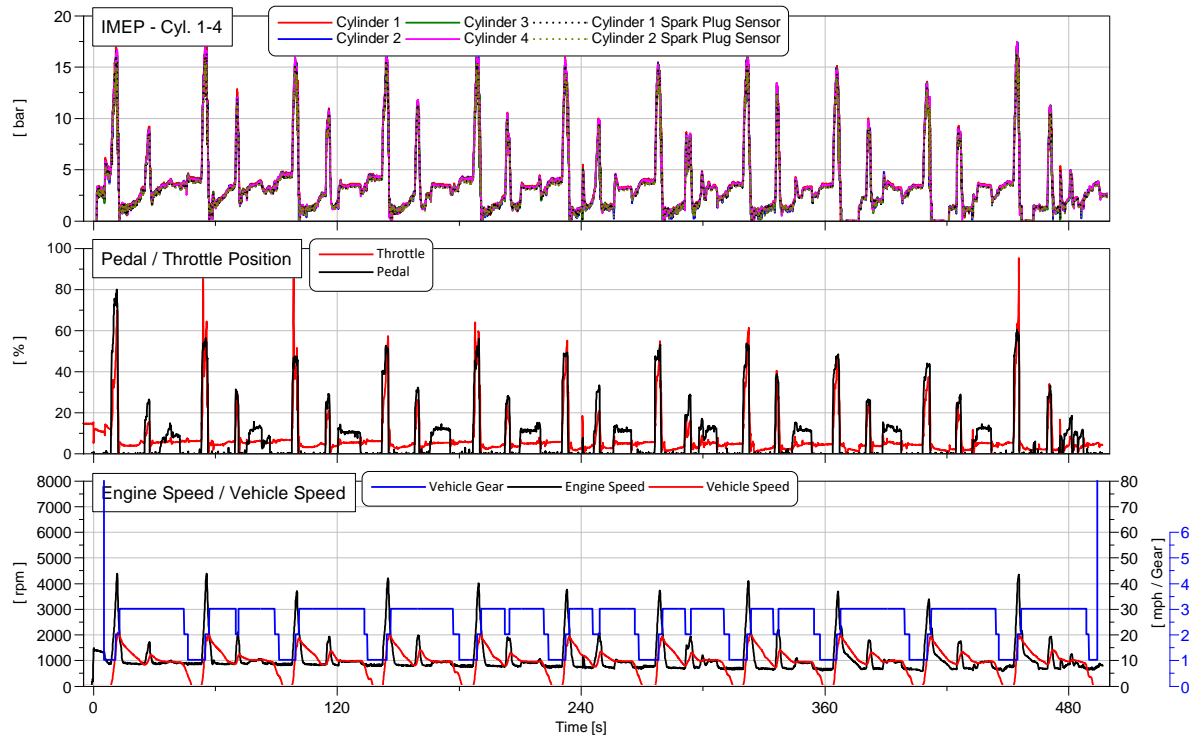 IMEP - Cyl. 1-4
Cylinder 1 Cylinder 3 Cylinder 1 Spark Plug Sensor
Cylinder 2 Cylinder 4 Cylinder 2 Spark Plug Sensor
20
15
10
5
0
[ bar ]
Pedal / Throttle Position
Throttle
Pedal
100
80
60
40
20
0
[ % ]
Engine Speed / Vehicle Speed
Vehicle Gear Engine Speed Vehicle Speed
8000
7000
6000
5000
4000
3000
2000
1000
0
[ rpm ]
80
70
60
50
40
30
20
10
0
[ mph / Gear ]
6
5
4
3
2
1
0
0 120 240 360 480
Time [s]